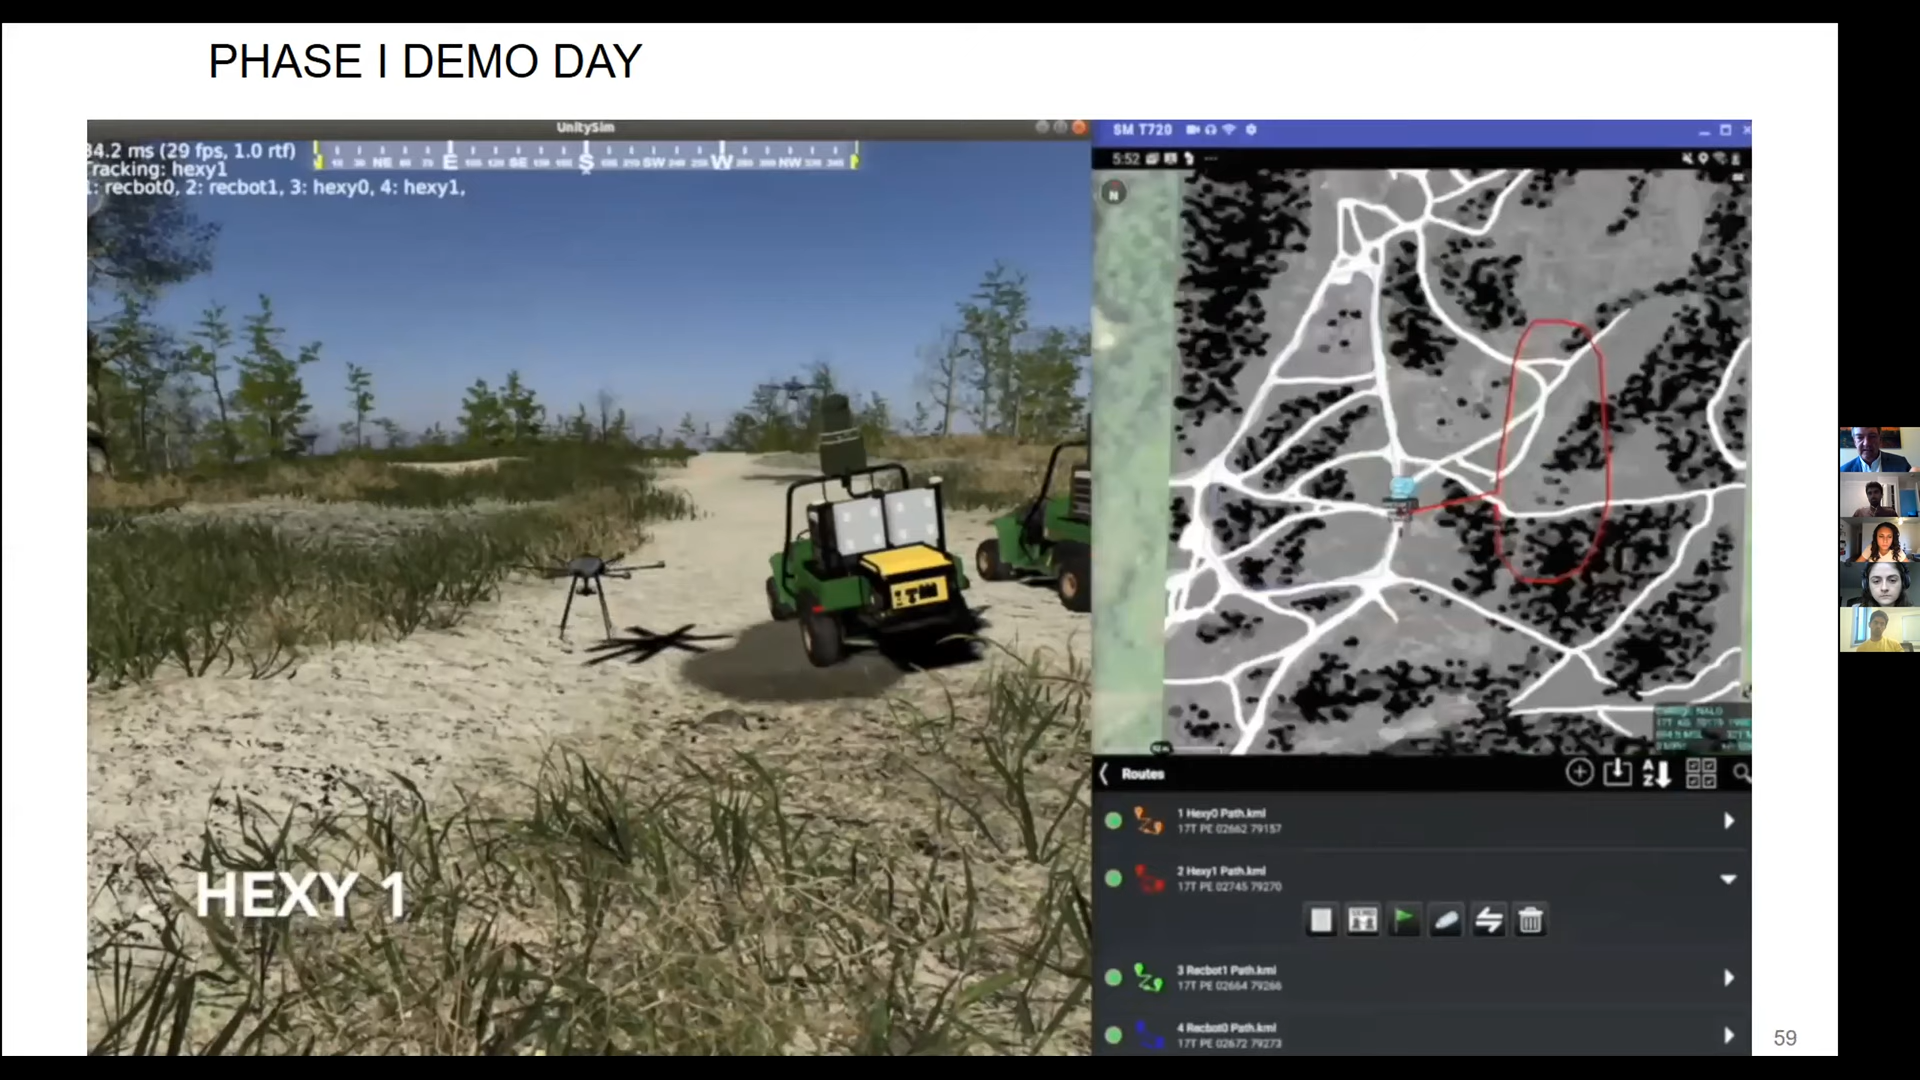 PHASE I DEMO DAY
UnitySim
34.2 ms (29 fps, 1.0 rtf)
Tracking: hexy1
1: recbot0, 2: recbot1, 3: hexy0, 4: hexy1,
NE E SE S SW W NW
HEXY 1
SM T720
5:52
N
Routes
A
Z
1 Hexy0 Path.kml
17T PE 02662 79157
2 Hexy1 Path.kml
17T PE 02745 79270
3 Recbot1 Path.kml
17T PE 02664 79266
4 Recbot0 Path.kml
17T PE 02672 79273
59